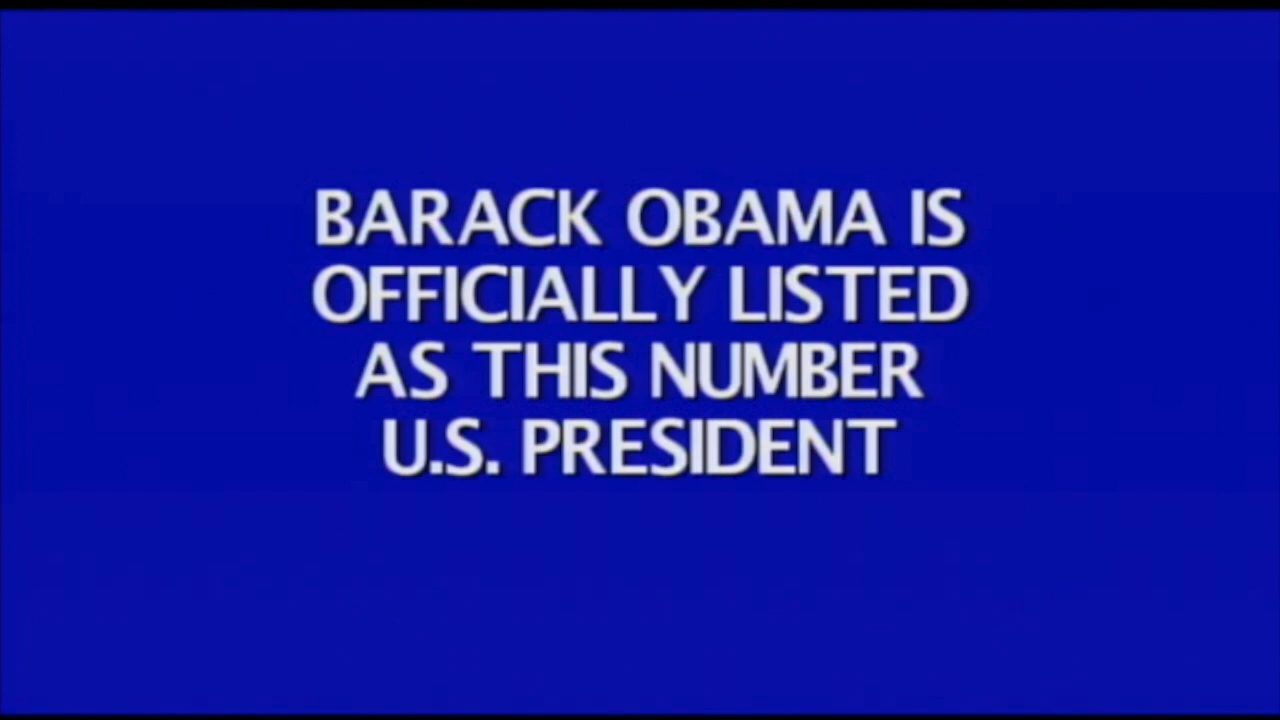 BARACK OBAMA IS
OFFICIALLY LISTED
AS THIS NUMBER
U.S. PRESIDENT